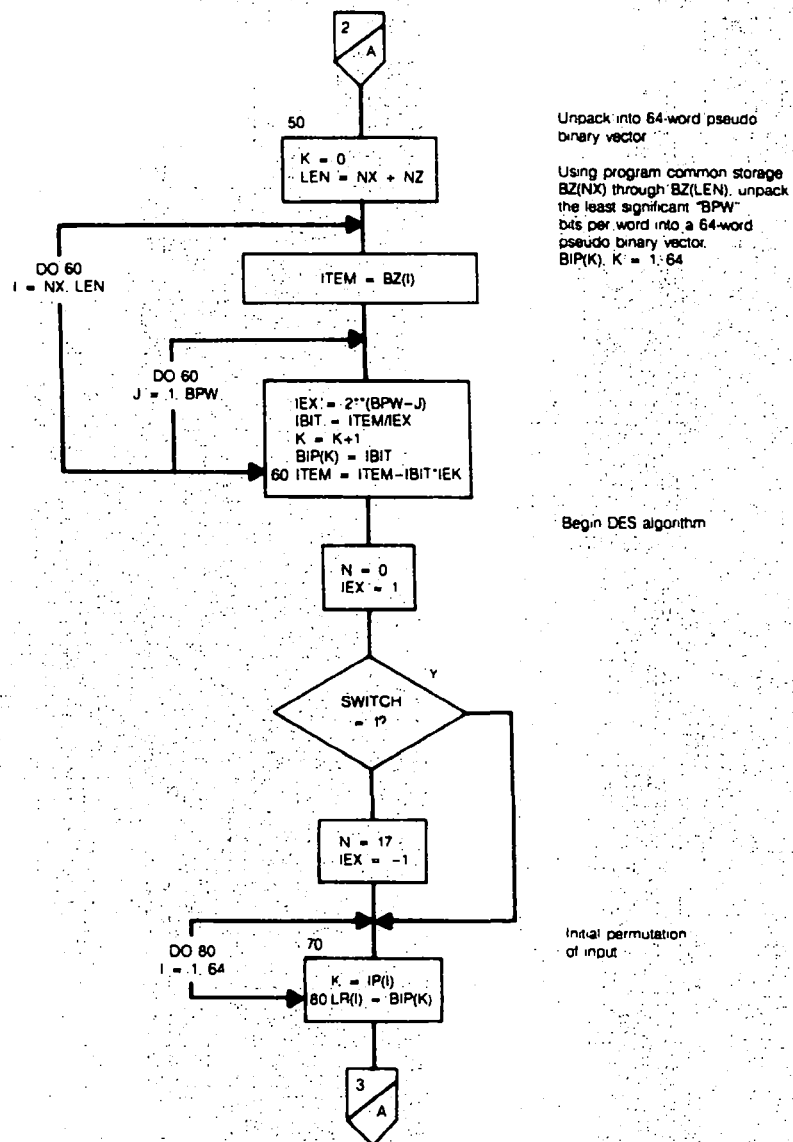 2
A
50
Unpack into 64-word pseudo
binary vector
K = 0
LEN = NX + NZ
Using program common storage
BZ(NX) through BZ(LEN), unpack
the least significant "BPW"
bits per word into a 64-word
pseudo binary vector.
BIP(K), K = 1, 64
DO 60
I = NX, LEN
ITEM = BZ(I)
DO 60
J = 1, BPW
IEX = 2**(BPW-J)
IBIT = ITEM/IEX
K = K+1
BIP(K) = IBIT
60 ITEM = ITEM-IBIT*IEK
Begin DES algorithm
N = 0
IEX = 1
Y
SWITCH
= 1?
N = 17
IEX = -1
Initial permutation
of input
DO 80
I = 1, 64
70
K = IP(I)
80 LR(I) = BIP(K)
3
A